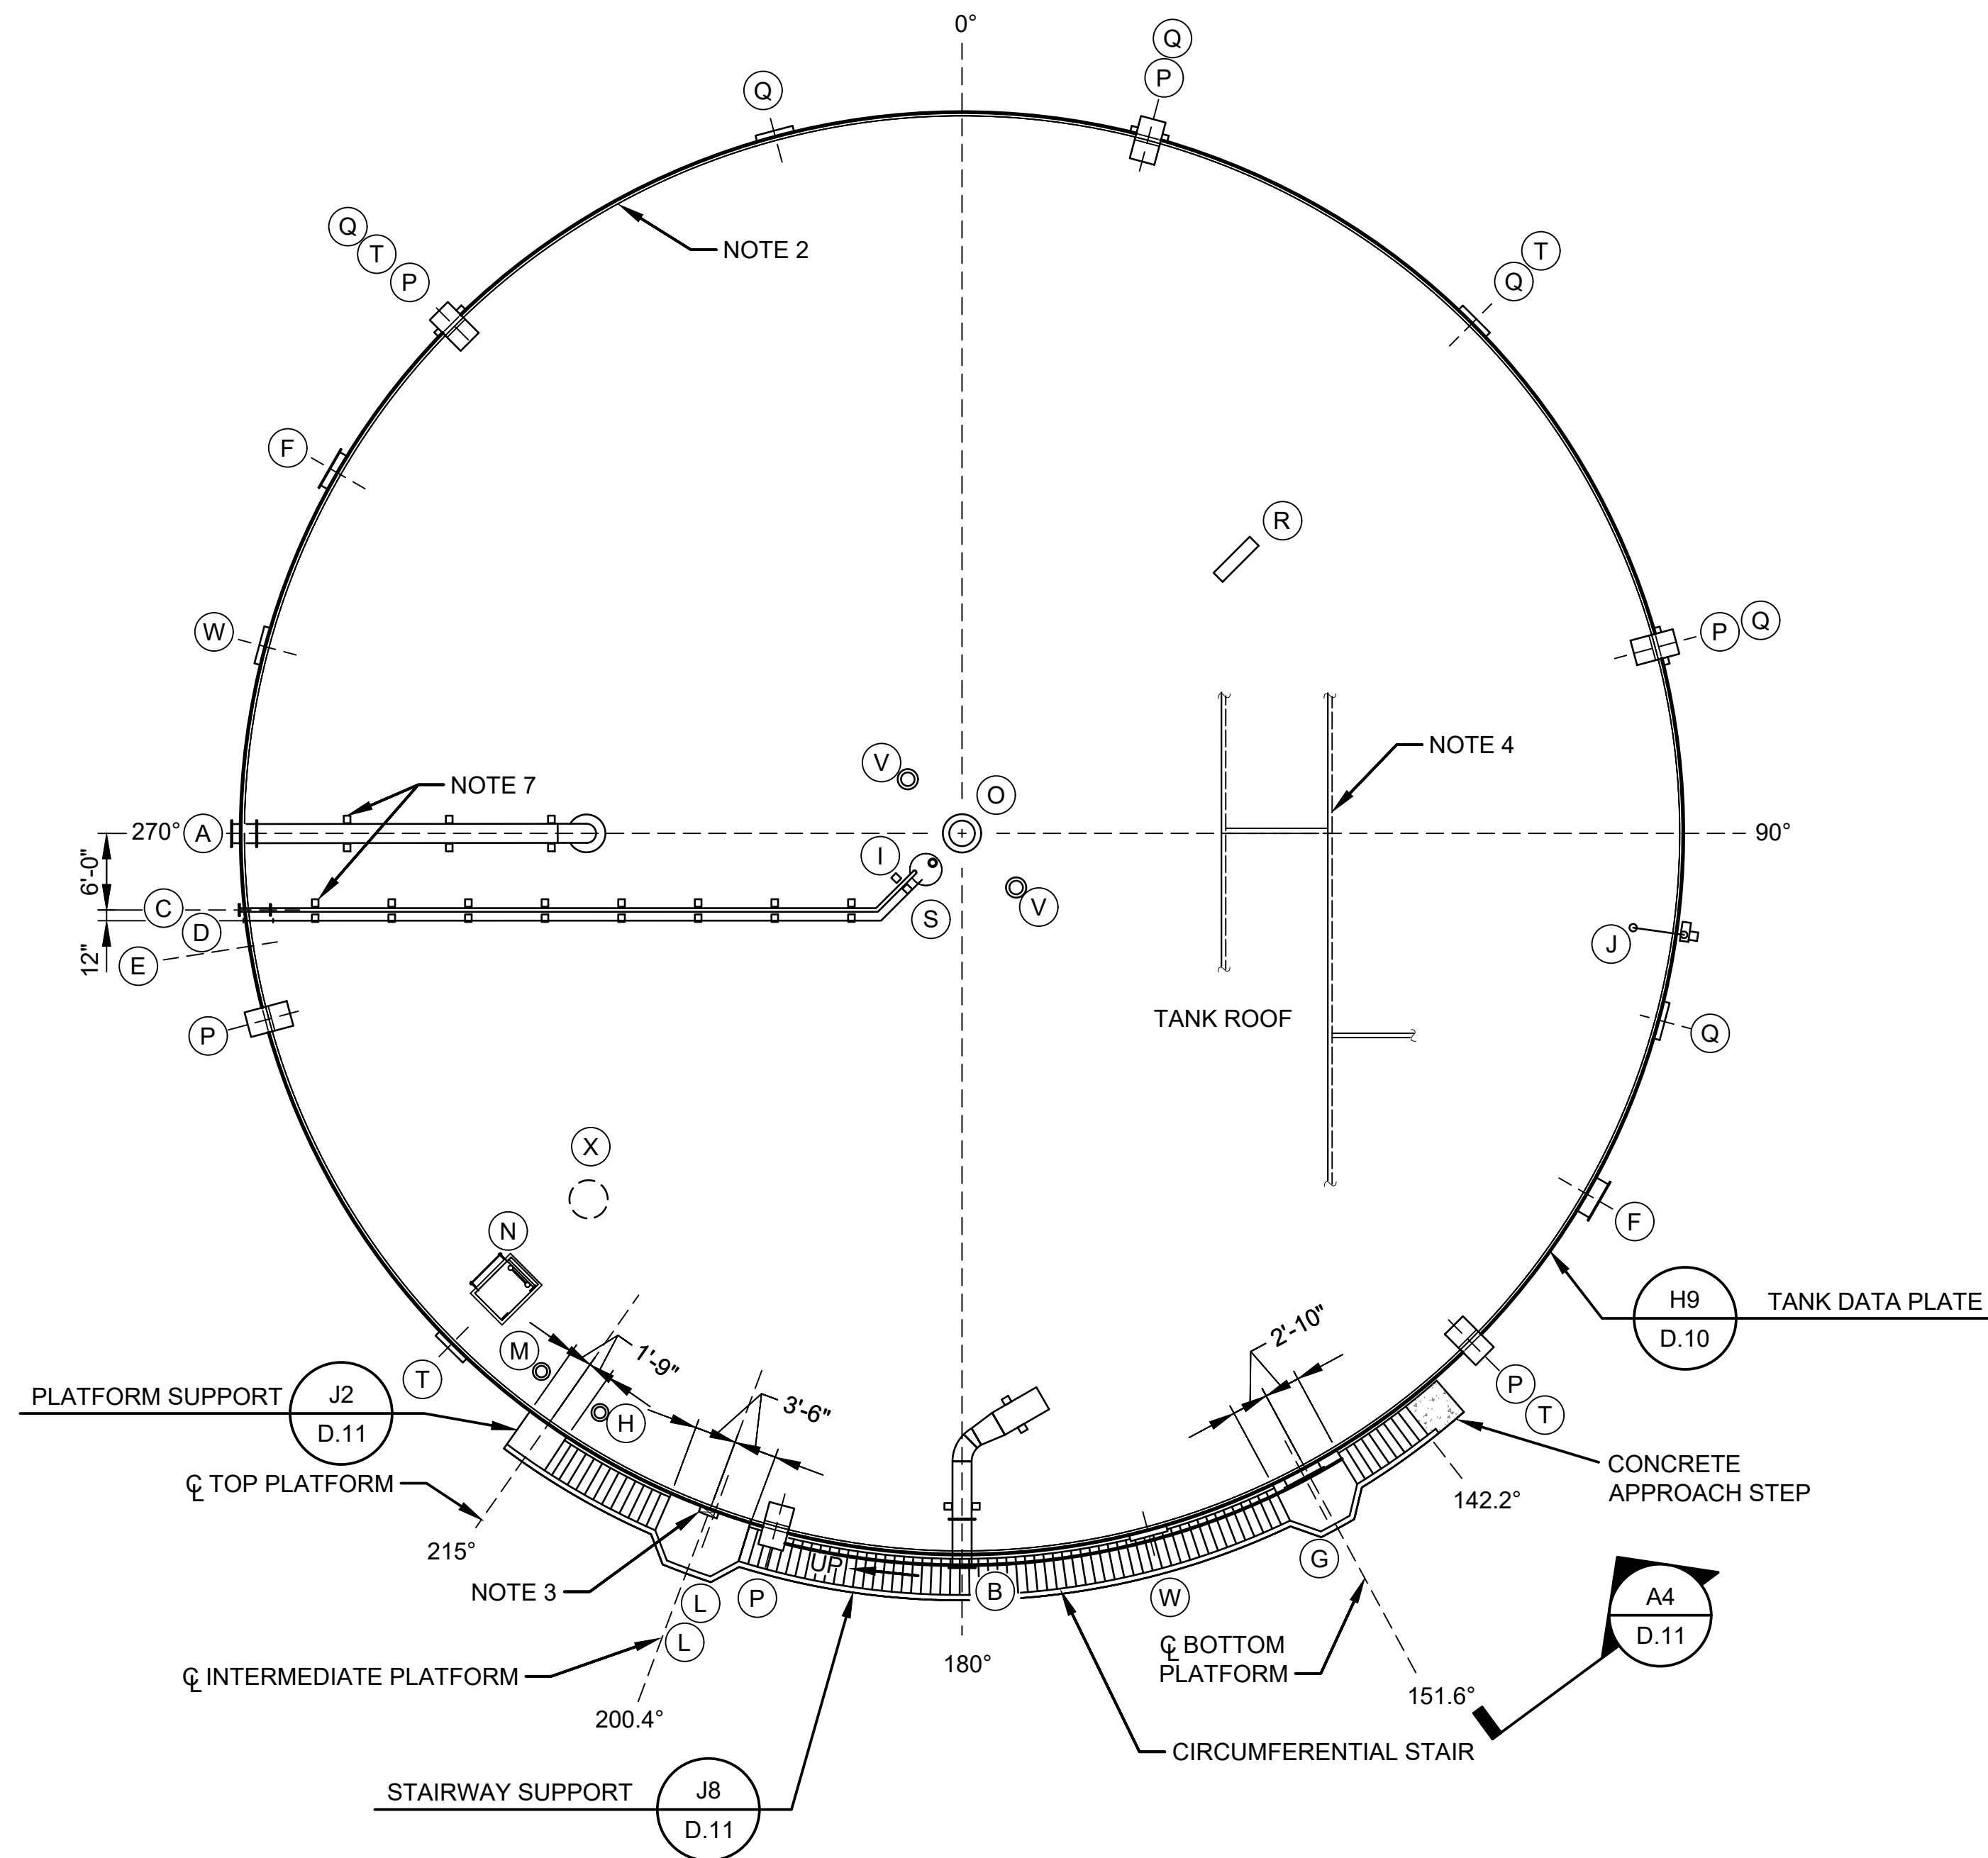 0°
Q
P
Q
Q
T
P
NOTE 2
T
Q
F
R
W
P
Q
NOTE 4
V
O
NOTE 7
270°
A
90°
6'-0"
I
C
D
S
V
E
12"
J
P
TANK ROOF
Q
X
N
F
H9
D.10
TANK DATA PLATE
M
T
1'-9"
2'-10"
PLATFORM SUPPORT
J2
D.11
H
3'-6"
P
T
℄ TOP PLATFORM
CONCRETE
APPROACH STEP
142.2°
215°
NOTE 3
UP
G
L
P
B
W
A4
D.11
L
℄ BOTTOM
PLATFORM
180°
℄ INTERMEDIATE PLATFORM
151.6°
200.4°
CIRCUMFERENTIAL STAIR
STAIRWAY SUPPORT
J8
D.11